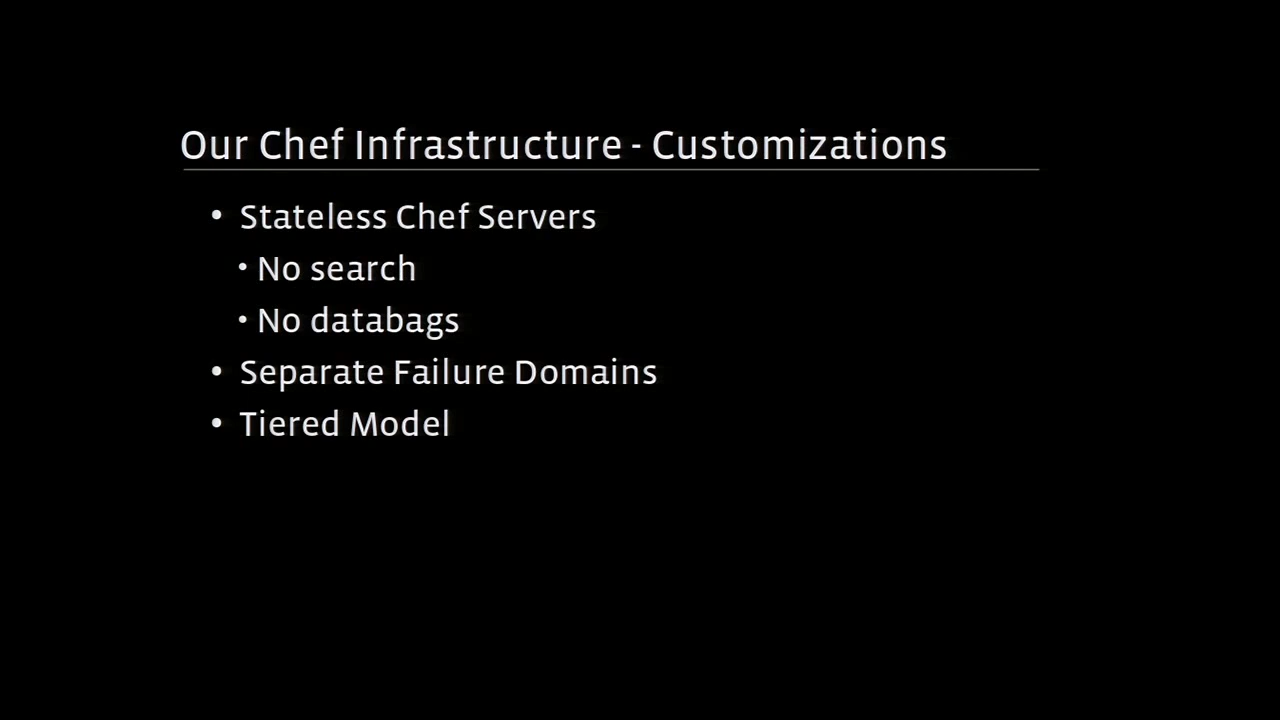 Our Chef Infrastructure - Customizations
• Stateless Chef Servers
• No search
• No databags
• Separate Failure Domains
• Tiered Model